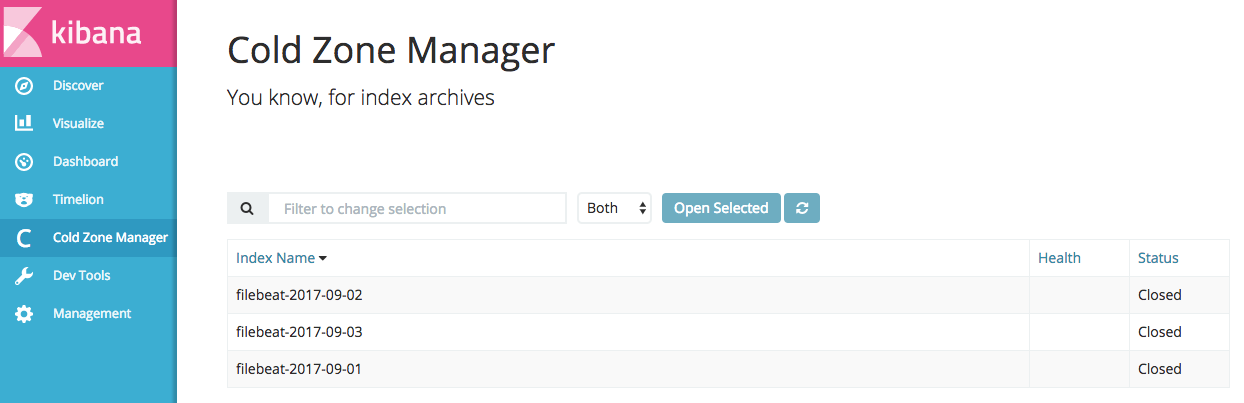 kibana
Discover
Visualize
Dashboard
Timelion
C Cold Zone Manager
Dev Tools
Management
Cold Zone Manager
You know, for index archives
Filter to change selection Both Open Selected
Index Name Health Status
filebeat-2017-09-02 Closed
filebeat-2017-09-03 Closed
filebeat-2017-09-01 Closed